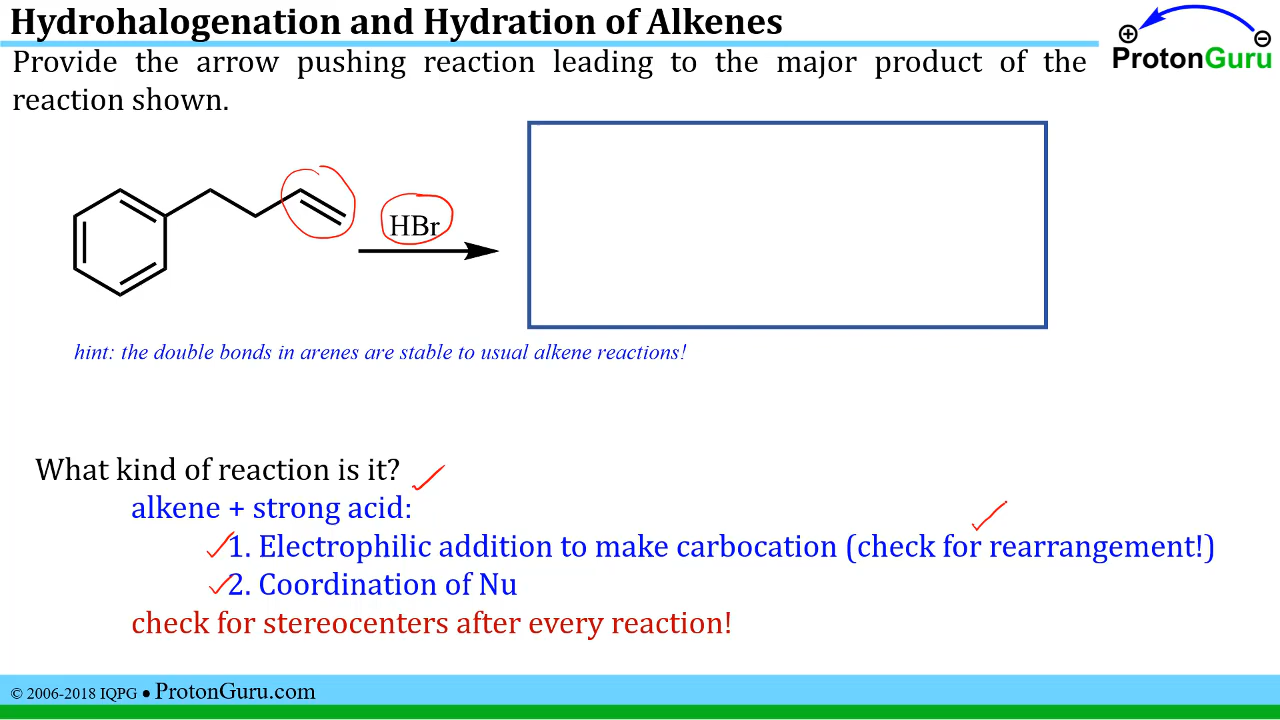 Hydrohalogenation and Hydration of Alkenes
Provide the arrow pushing reaction leading to the major product of the
reaction shown.
⊕ ⊖
ProtonGuru
HBr
hint: the double bonds in arenes are stable to usual alkene reactions!
What kind of reaction is it?
alkene + strong acid:
1. Electrophilic addition to make carbocation (check for rearrangement!)
2. Coordination of Nu
check for stereocenters after every reaction!
© 2006-2018 IQPG ● ProtonGuru.com